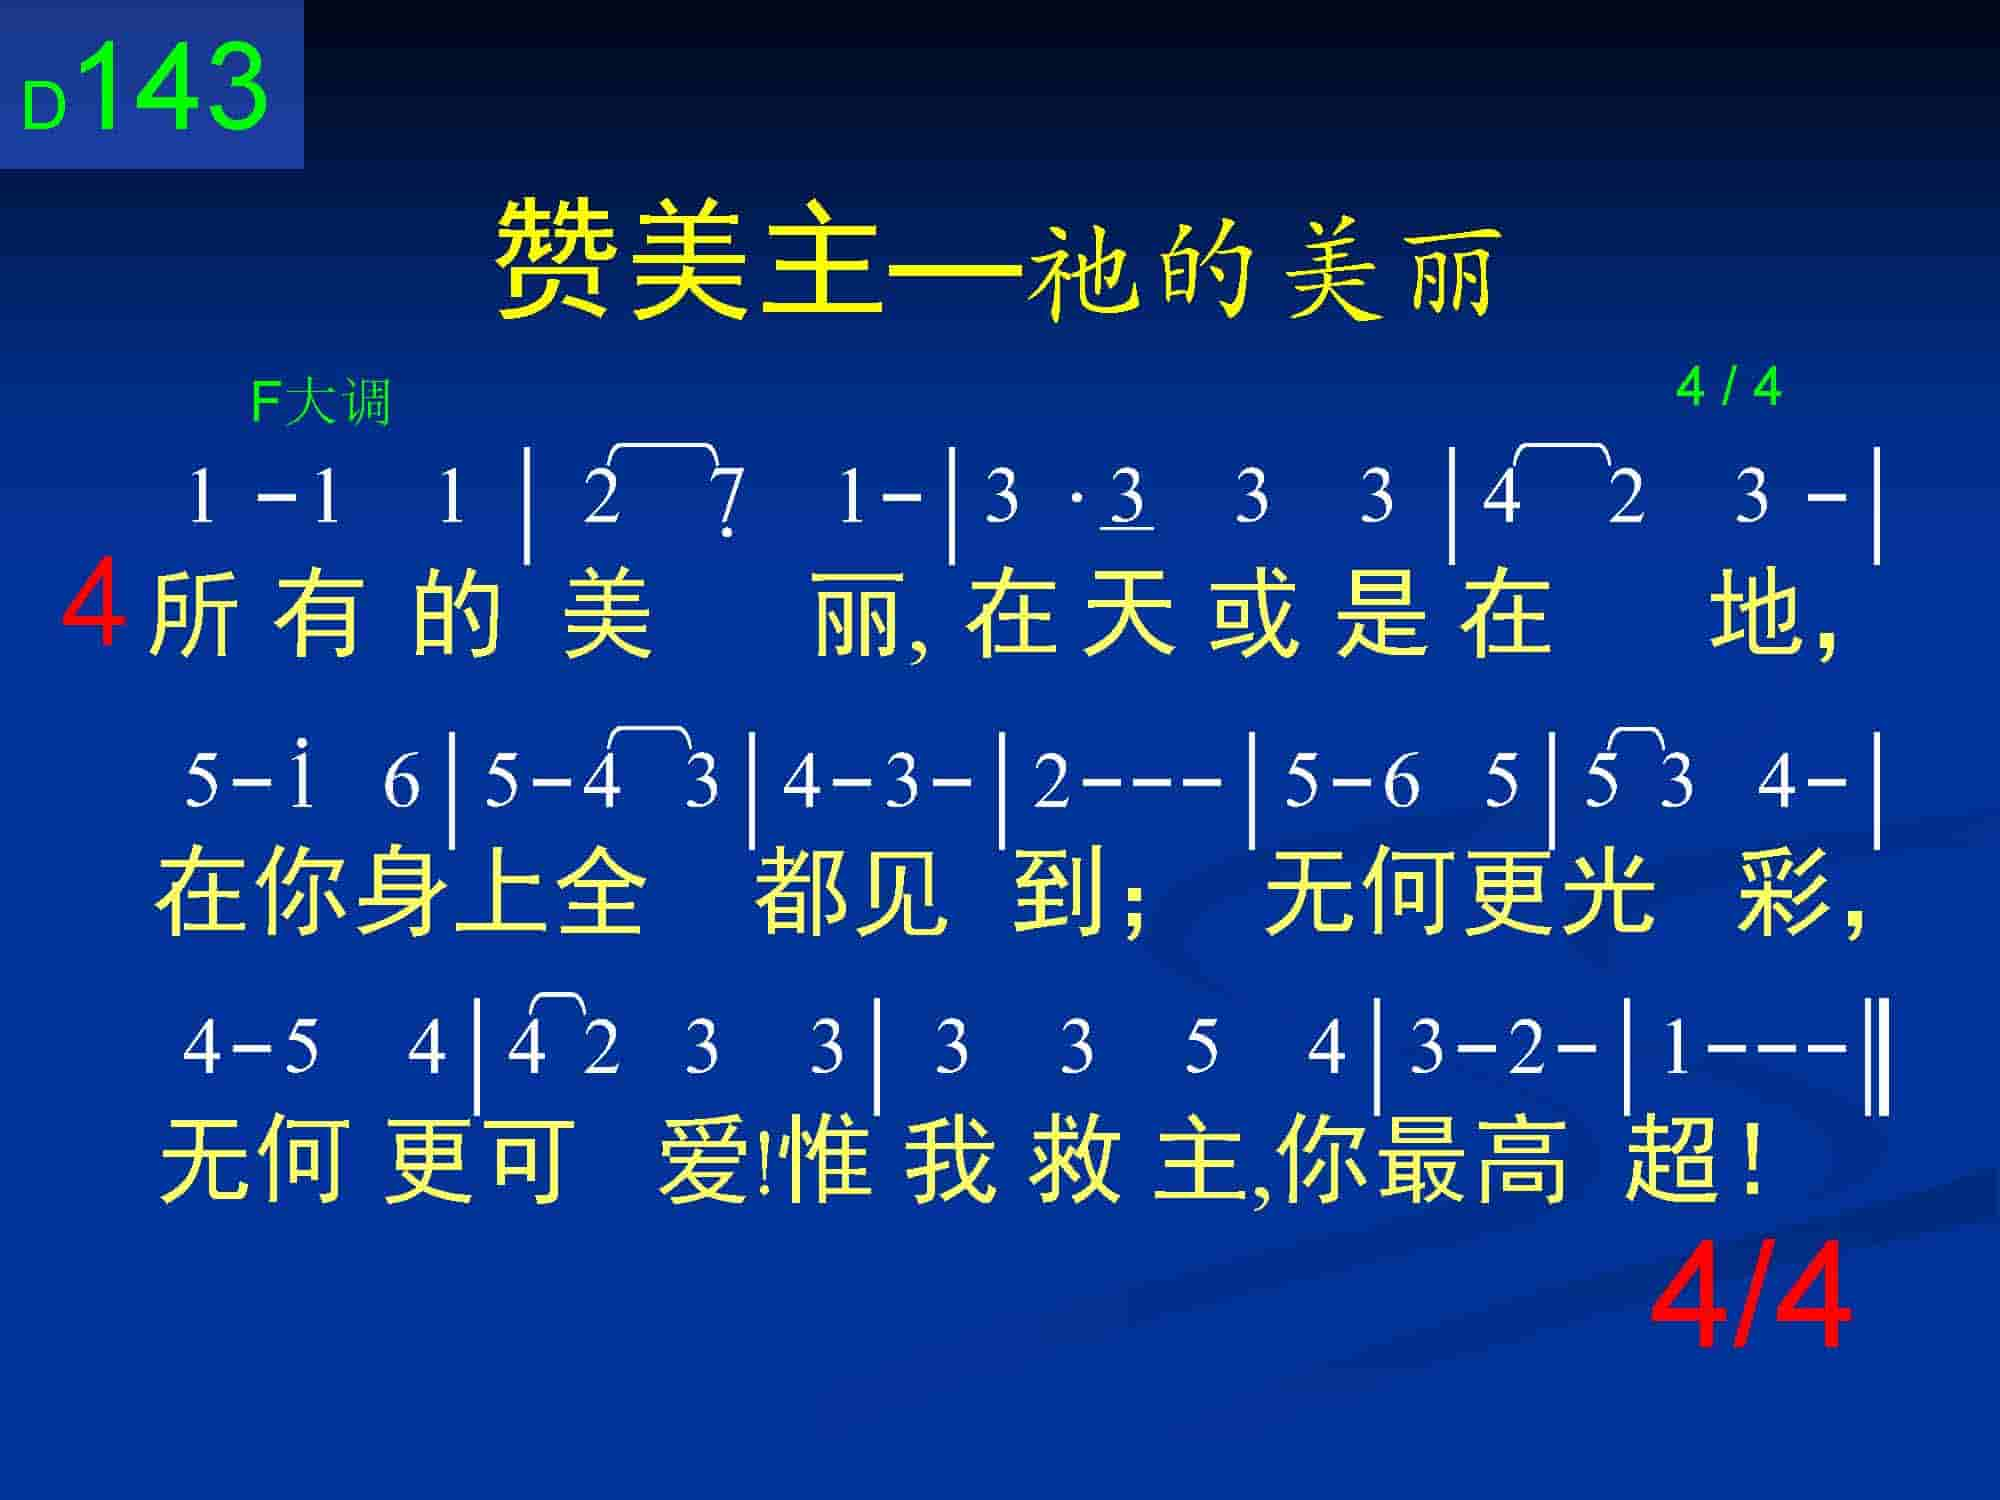 D143
赞美主—祂的美丽
F大调 4 / 4
1 -1 1 | 2 7̣ 1- | 3 ·3 3 3 | 4 2 3 - |
4 所有的美 丽, 在天或是在 地,
5-i 6 | 5-4 3 | 4-3- | 2--- | 5-6 5 | 5 3 4- |
在你身上全 都见 到； 无何更光 彩,
4-5 4 | 4 2 3 3 | 3 3 5 4 | 3-2- | 1--- ‖
无何更可 爱!惟我救主,你最高 超！
4/4